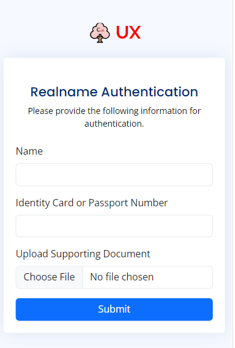 UX
Realname Authentication
Please provide the following information for
authentication.
Name
Identity Card or Passport Number
Upload Supporting Document
Choose File No file chosen
Submit